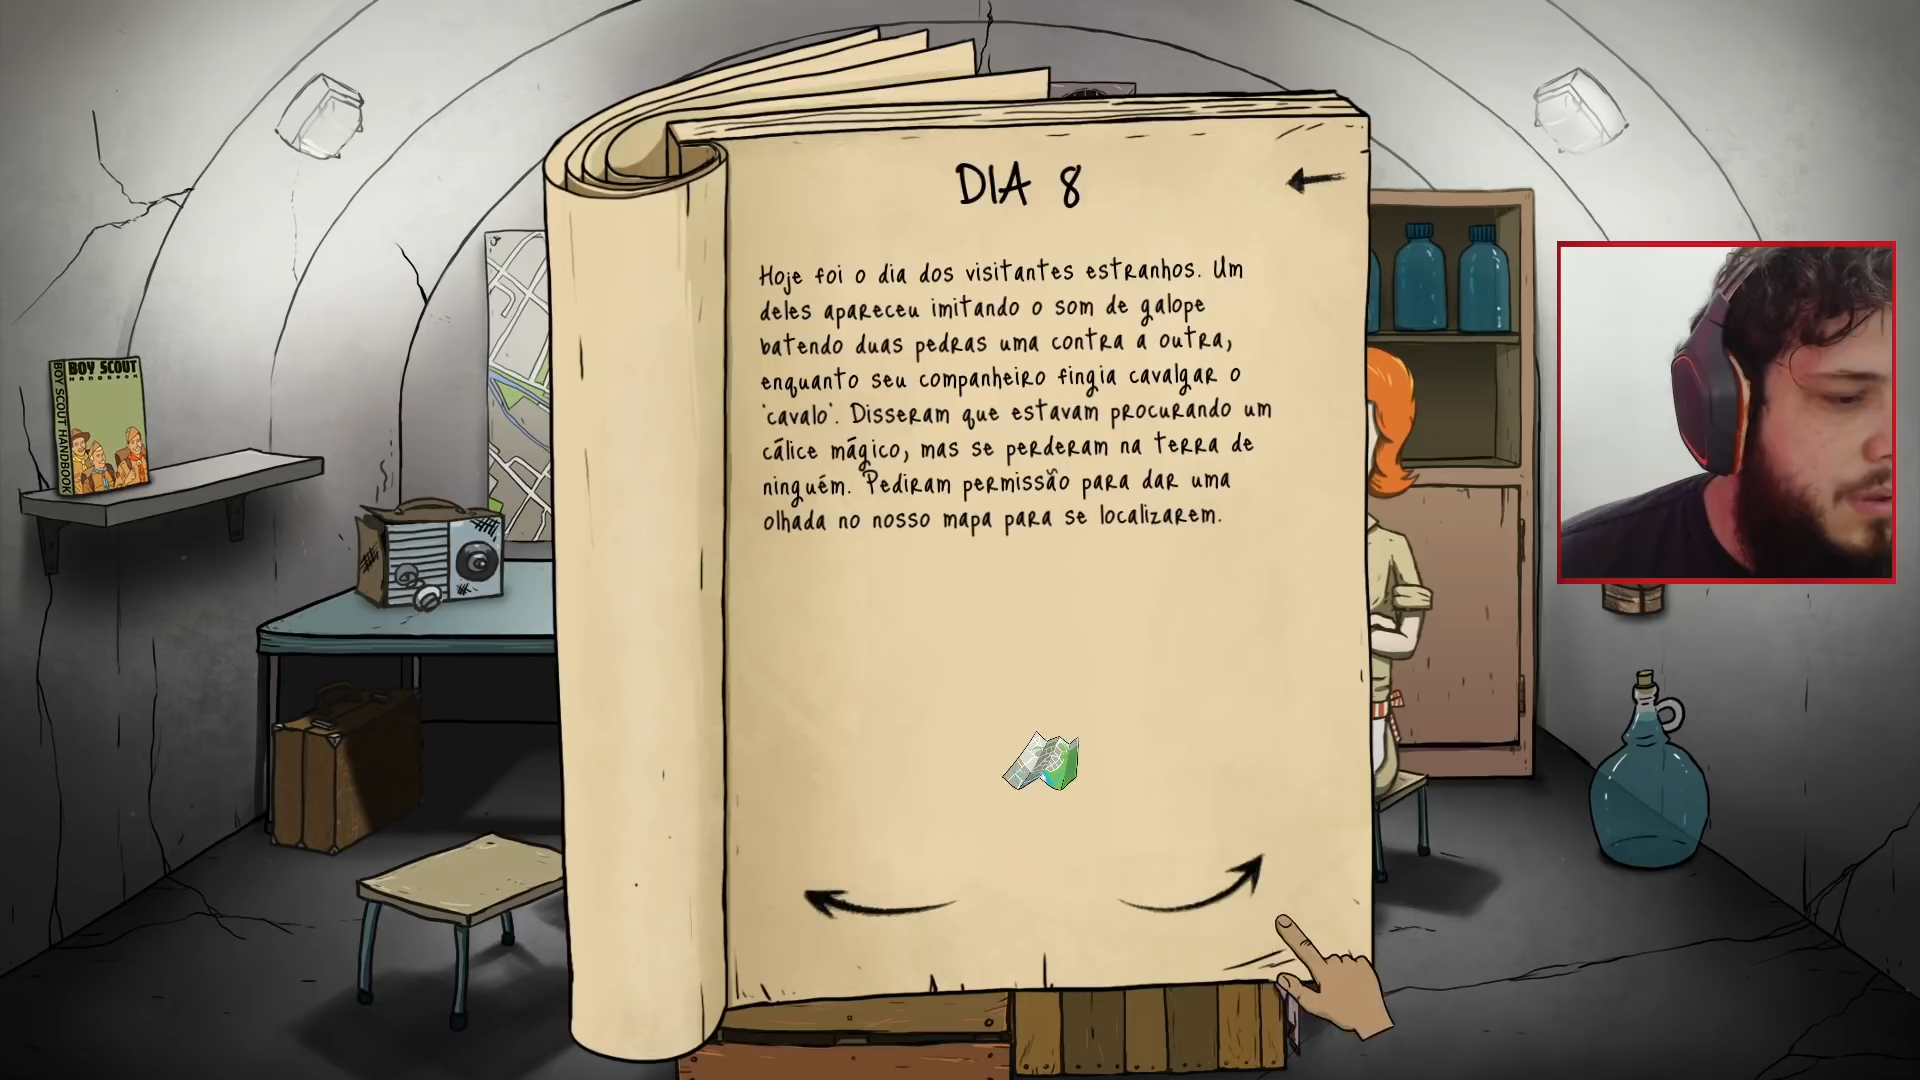 DIA 8
Hoje foi o dia dos visitantes estranhos. Um
deles apareceu imitando o som de galope
batendo duas pedras uma contra a outra,
enquanto seu companheiro fingia cavalgar o
'cavalo'. Disseram que estavam procurando um
cálice mágico, mas se perderam na terra de
ninguém. Pediram permissão para dar uma
olhada no nosso mapa para se localizarem.
BOY SCOUT
HANDBOOK
BOY SCOUT HANDBOOK